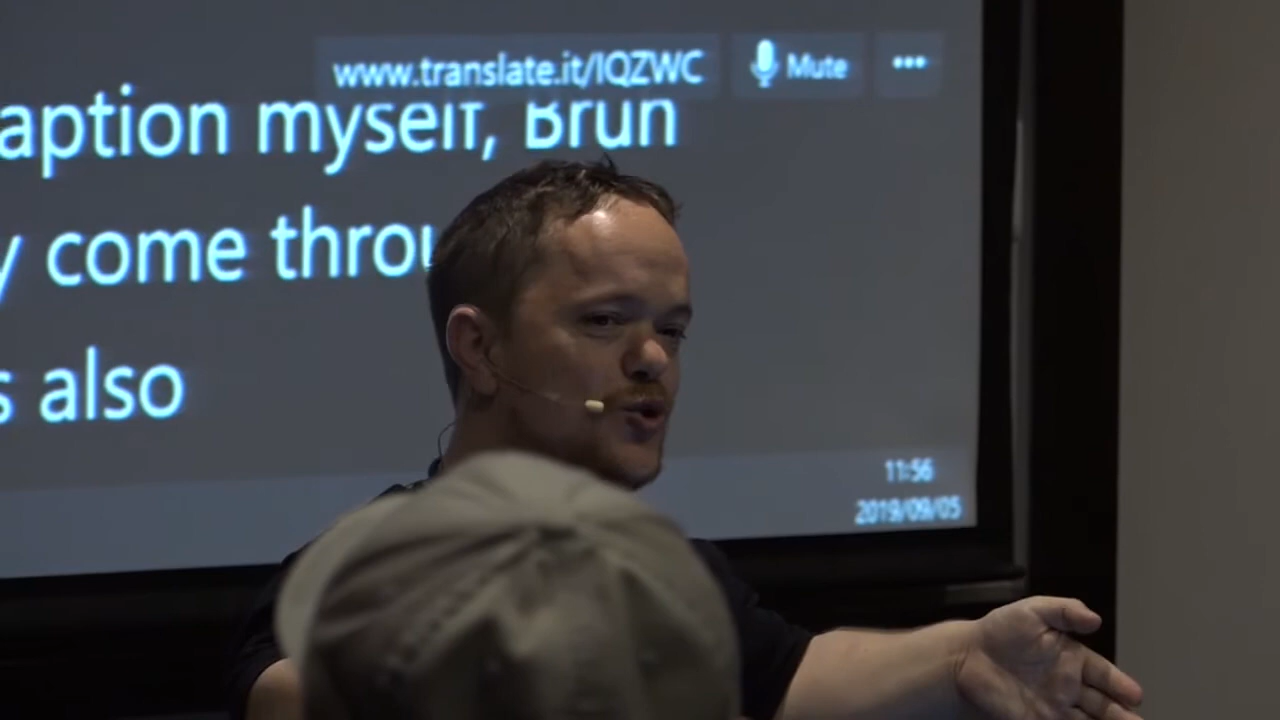 www.translate.it/IQZWC Mute •••
aption myself, Brun
y come throu
s also
11:56
2019/09/05